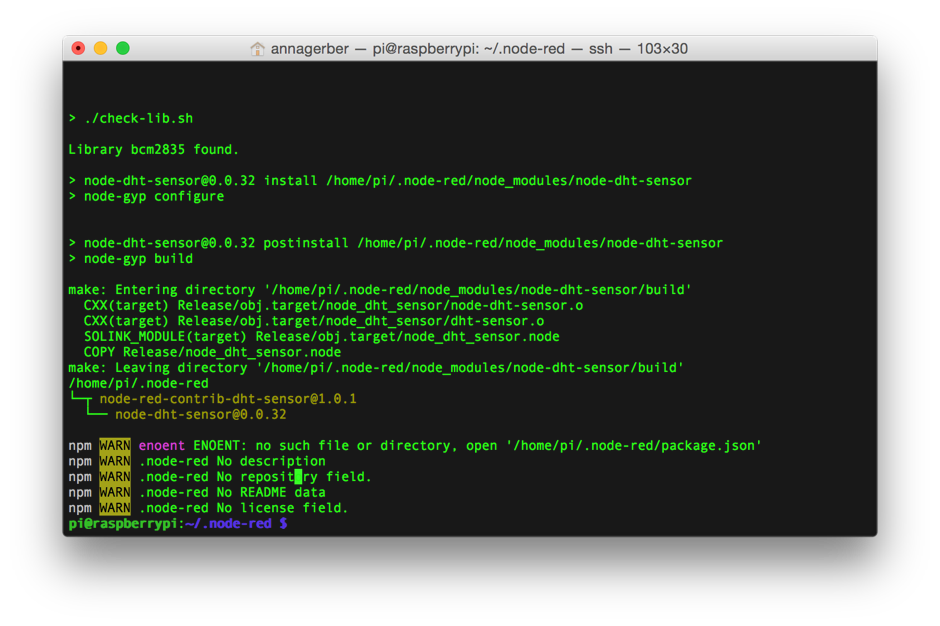 annagerber — pi@raspberrypi: ~/.node-red — ssh — 103×30
> ./check-lib.sh
Library bcm2835 found.
> node-dht-sensor@0.0.32 install /home/pi/.node-red/node_modules/node-dht-sensor
> node-gyp configure
> node-dht-sensor@0.0.32 postinstall /home/pi/.node-red/node_modules/node-dht-sensor
> node-gyp build
make: Entering directory '/home/pi/.node-red/node_modules/node-dht-sensor/build'
CXX(target) Release/obj.target/node_dht_sensor/node-dht-sensor.o
CXX(target) Release/obj.target/node_dht_sensor/dht-sensor.o
SOLINK_MODULE(target) Release/obj.target/node_dht_sensor.node
COPY Release/node_dht_sensor.node
make: Leaving directory '/home/pi/.node-red/node_modules/node-dht-sensor/build'
/home/pi/.node-red
└─┬ node-red-contrib-dht-sensor@1.0.1
└── node-dht-sensor@0.0.32
npm WARN enoent ENOENT: no such file or directory, open '/home/pi/.node-red/package.json'
npm WARN .node-red No description
npm WARN .node-red No repository field.
npm WARN .node-red No README data
npm WARN .node-red No license field.
pi@raspberrypi:~/.node-red $